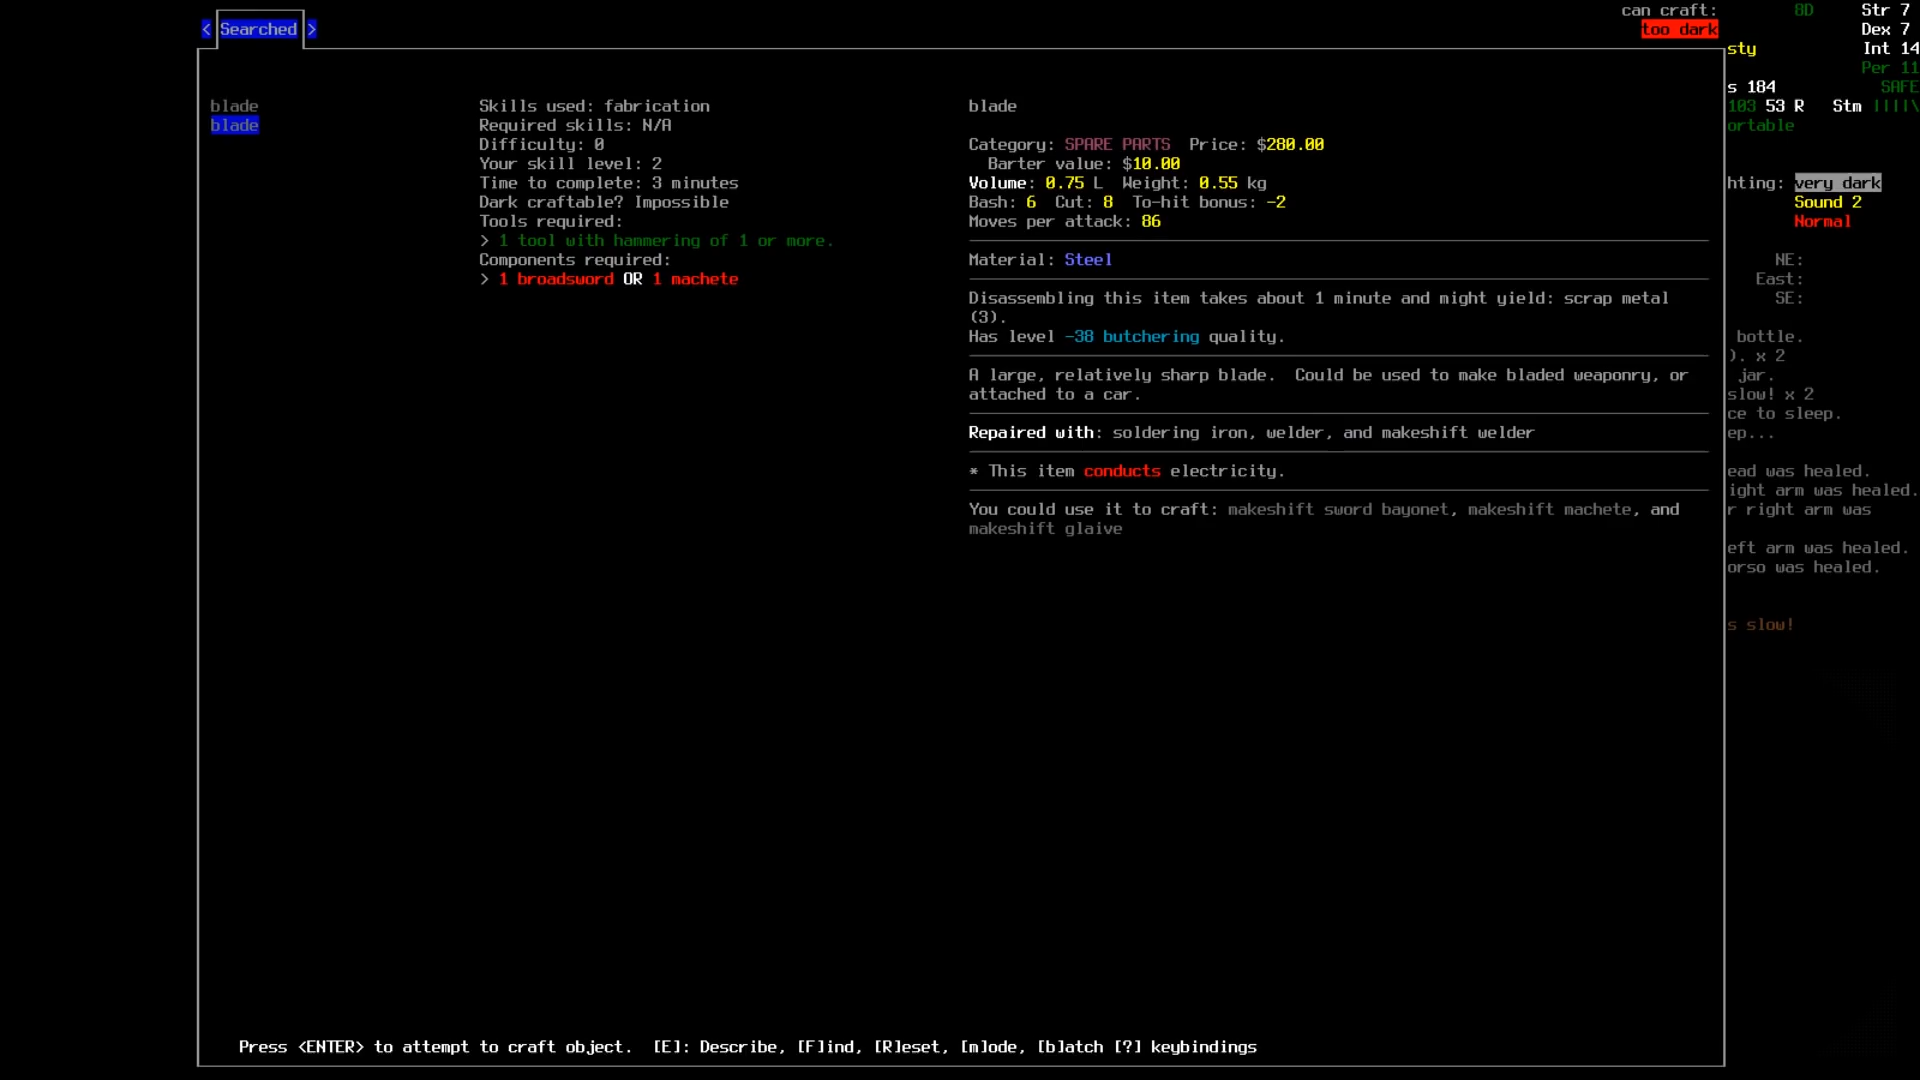 can craft: 8D Str 7
< Searched > too dark Dex 7
sty Int 14
Per 11
s 184 SAFE
blade Skills used: fabrication blade 103 53 R Stm ||||\
blade Required skills: N/A ortable
Difficulty: 0 Category: SPARE PARTS Price: $280.00
Your skill level: 2 Barter value: $10.00
Time to complete: 3 minutes Volume: 0.75 L Weight: 0.55 kg hting: very dark
Dark craftable? Impossible Bash: 6 Cut: 8 To-hit bonus: -2 Sound 2
Tools required: Moves per attack: 86 Normal
> 1 tool with hammering of 1 or more.
Components required: Material: Steel NE:
> 1 broadsword OR 1 machete East:
Disassembling this item takes about 1 minute and might yield: scrap metal SE:
(3).
Has level -38 butchering quality. bottle.
). x 2
A large, relatively sharp blade. Could be used to make bladed weaponry, or jar.
attached to a car. slow! x 2
ce to sleep.
Repaired with: soldering iron, welder, and makeshift welder ep...
* This item conducts electricity. ead was healed.
ight arm was healed.
You could use it to craft: makeshift sword bayonet, makeshift machete, and r right arm was
makeshift glaive
eft arm was healed.
orso was healed.
s slow!
Press <ENTER> to attempt to craft object. [E]: Describe, [F]ind, [R]eset, [m]ode, [b]atch [?] keybindings